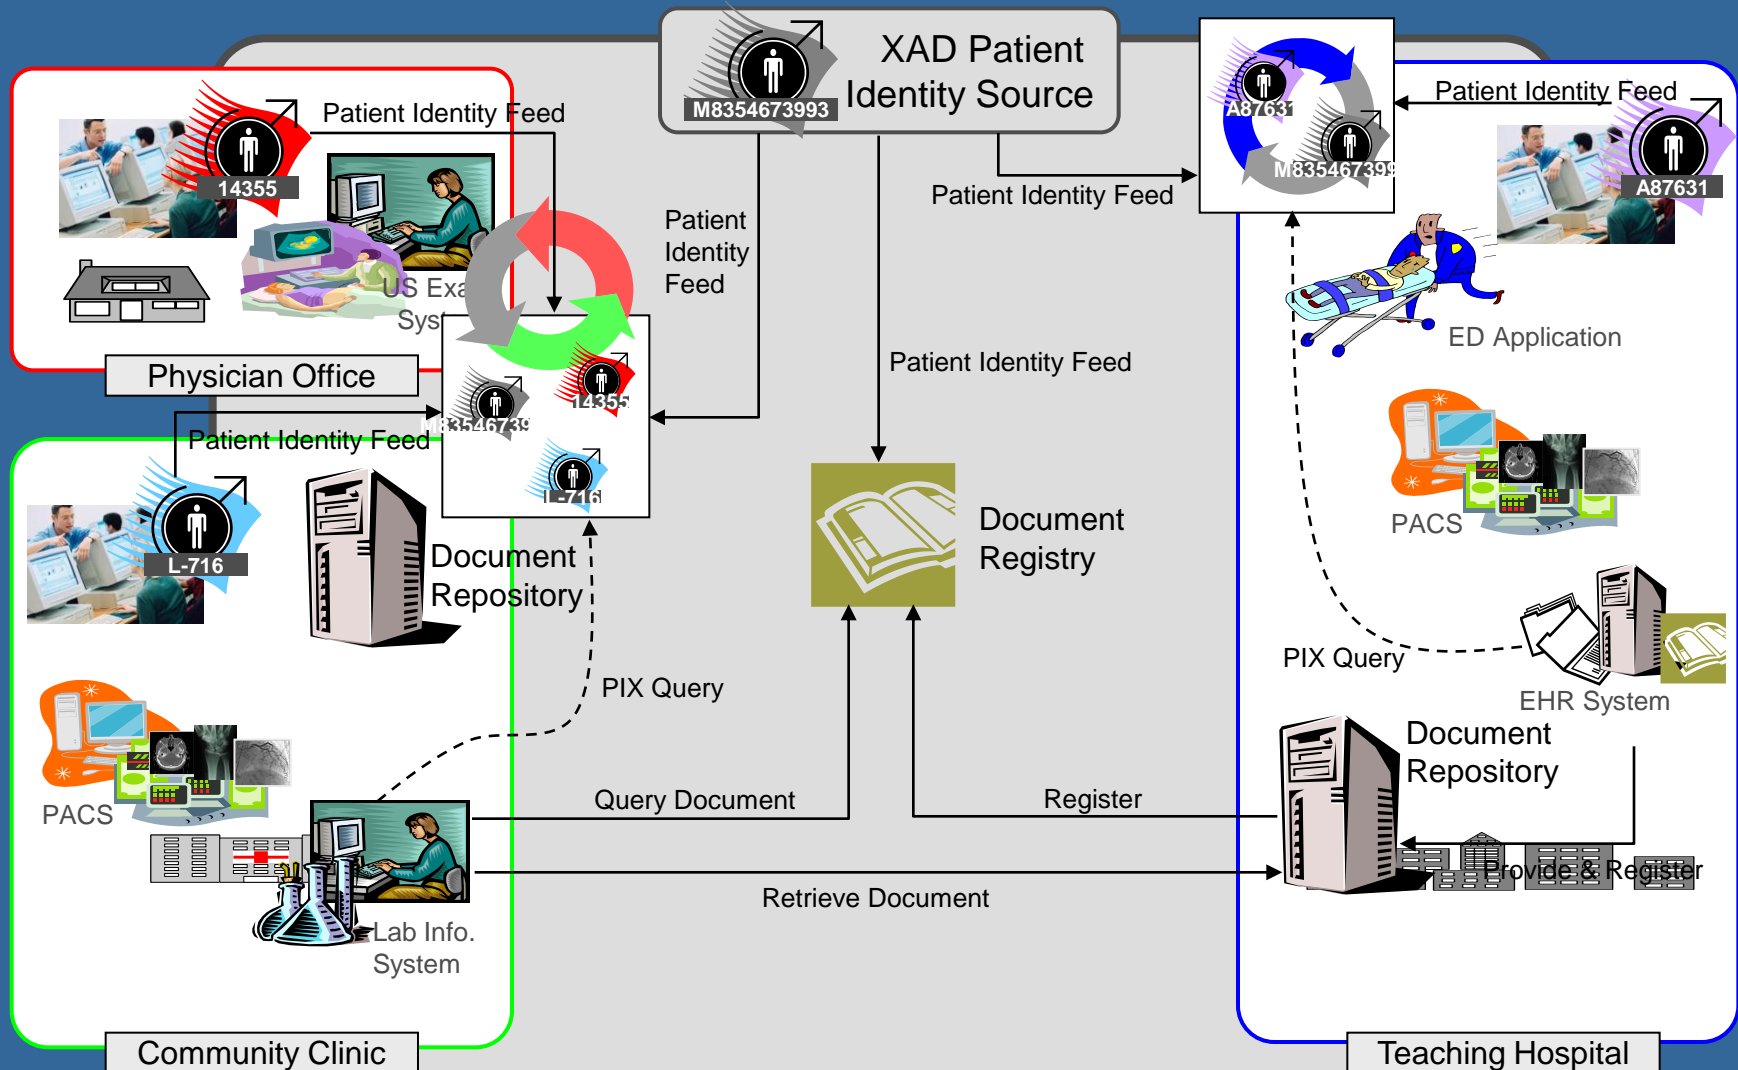 XAD Patient
Identity Source
M8354673993
Patient Identity Feed
14355
US Exa
Syst
Physician Office
Patient
Identity
Feed
Patient Identity Feed
Patient Identity Feed
A87631
M835467399
Patient Identity Feed
A87631
ED Application
Patient Identity Feed
M83546739
14355
L-716
L-716
Document
Repository
Document
Registry
PACS
PIX Query
PIX Query
EHR System
PACS
Document
Repository
Query Document
Register
Provide & Register
Retrieve Document
Lab Info.
System
Community Clinic
Teaching Hospital